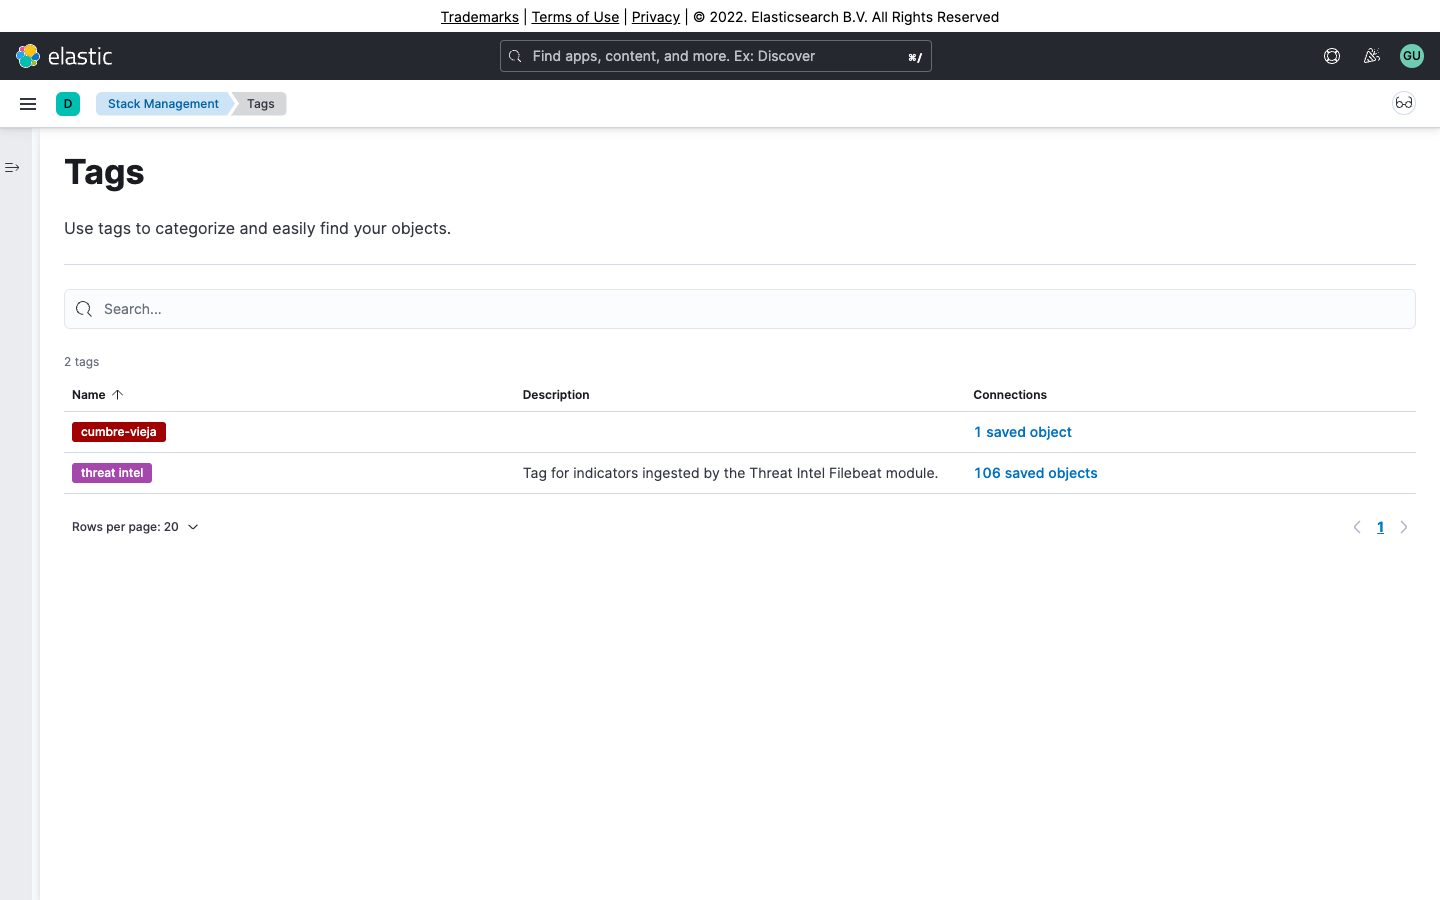 Trademarks | Terms of Use | Privacy | © 2022. Elasticsearch B.V. All Rights Reserved
elastic
Find apps, content, and more. Ex: Discover
⌘/
GU
D
Stack Management
Tags
Tags
Use tags to categorize and easily find your objects.
Search...
2 tags
Name Description Connections
cumbre-vieja 1 saved object
threat intel Tag for indicators ingested by the Threat Intel Filebeat module. 106 saved objects
Rows per page: 20
1